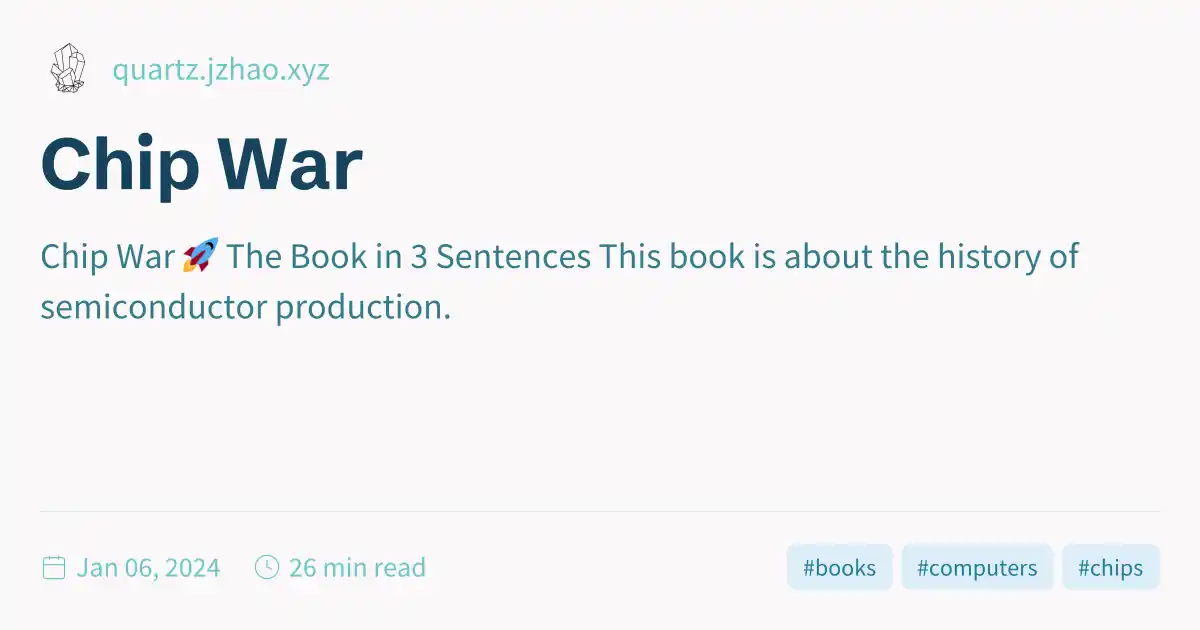 quartz.jzhao.xyz
Chip War
Chip War 🚀 The Book in 3 Sentences This book is about the history of
semiconductor production.
Jan 06, 2024 26 min read #books #computers #chips